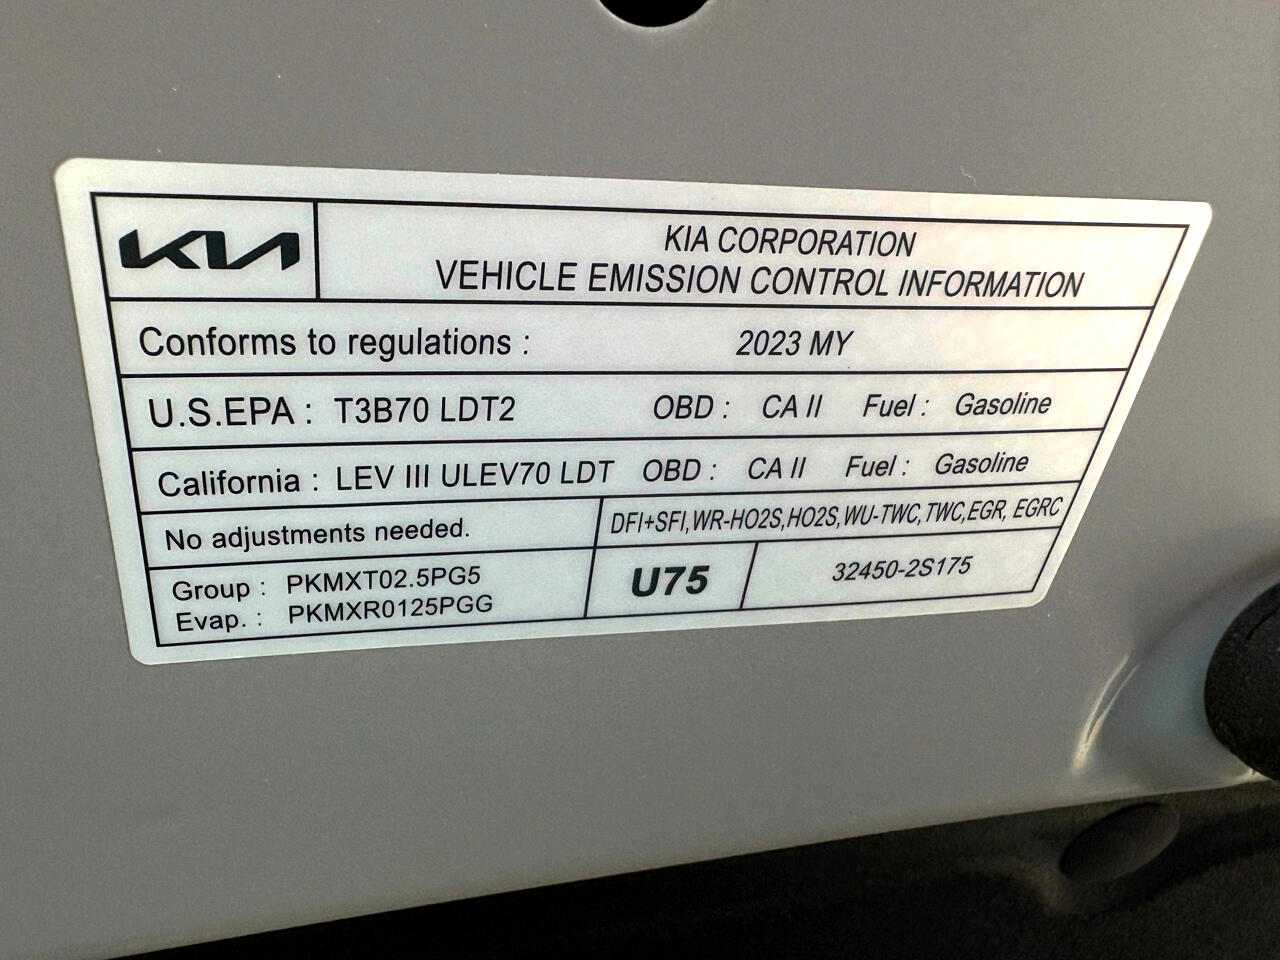 KIA
KIA CORPORATION
VEHICLE EMISSION CONTROL INFORMATION
Conforms to regulations : 2023 MY
U.S.EPA : T3B70 LDT2 OBD : CA II Fuel : Gasoline
California : LEV III ULEV70 LDT OBD : CA II Fuel : Gasoline
No adjustments needed. DFI+SFI,WR-HO2S,HO2S,WU-TWC,TWC,EGR, EGRC
Group : PKMXT02.5PG5
Evap. : PKMXR0125PGG
U75
32450-2S175